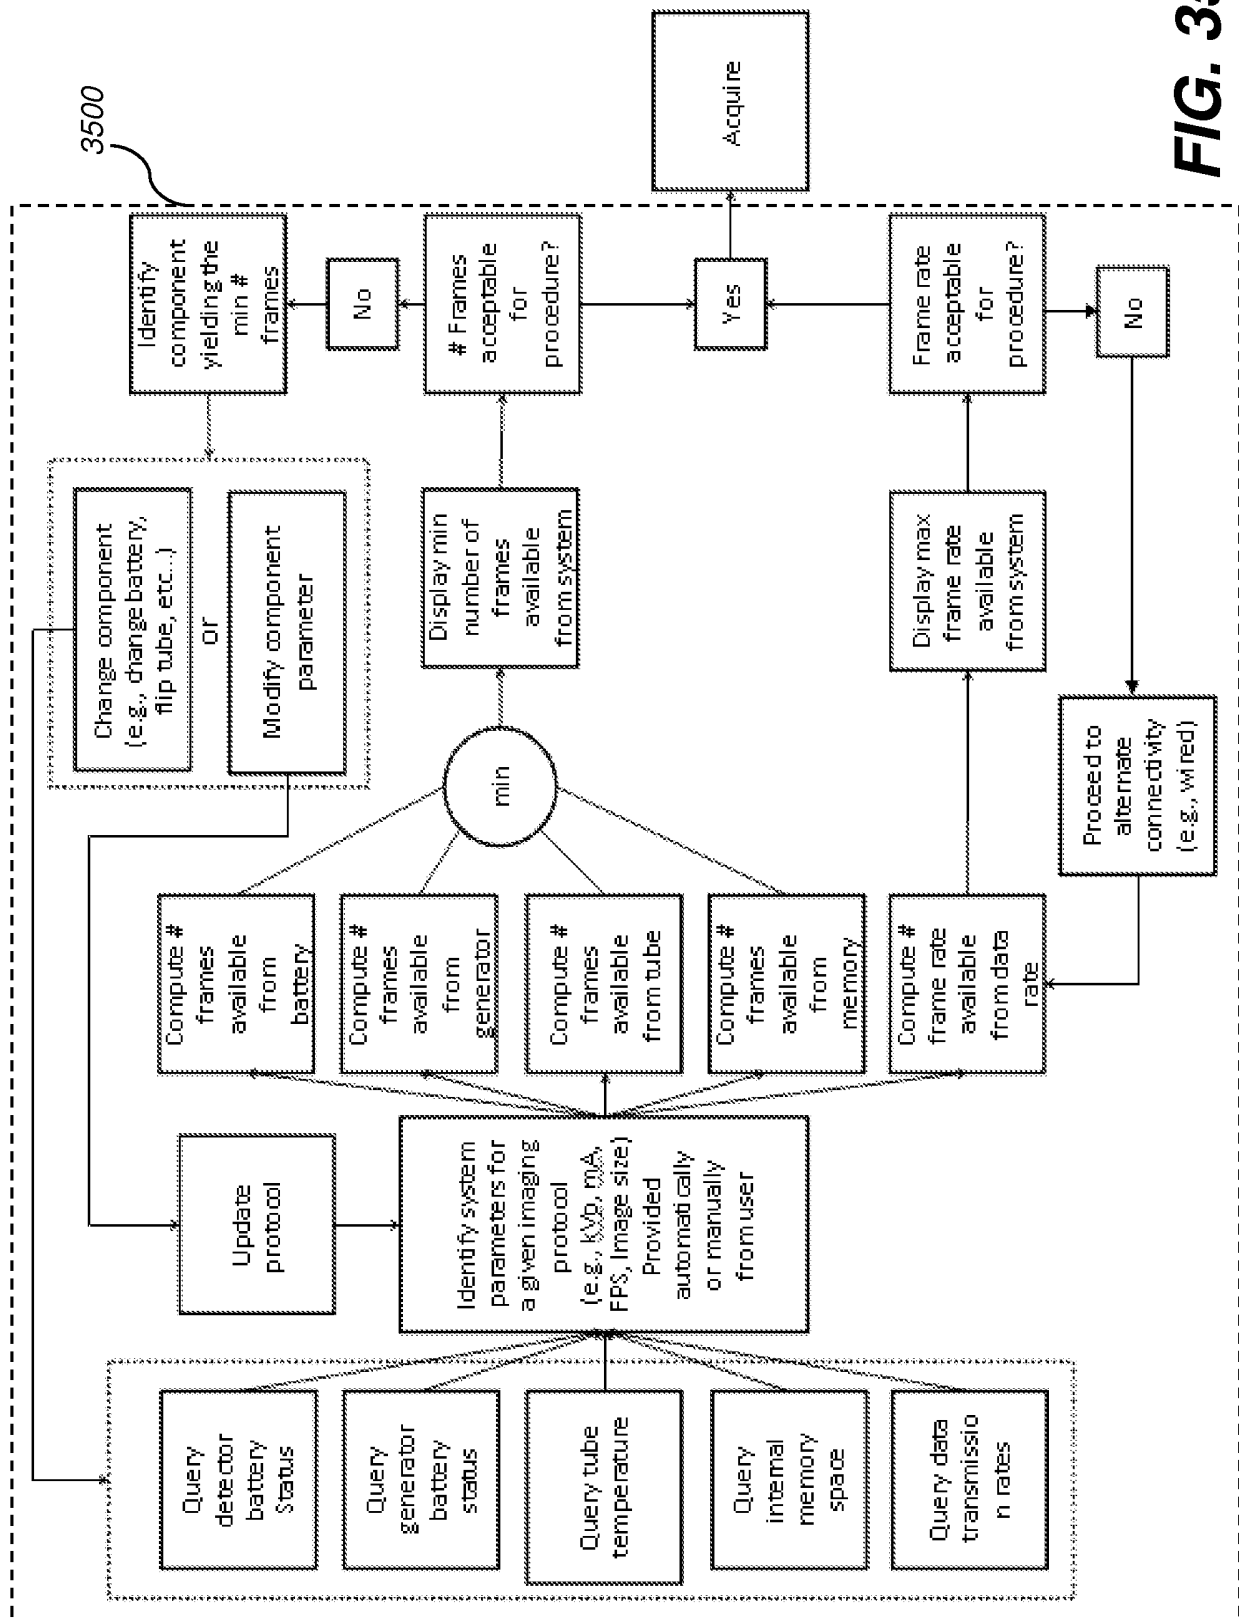 3500
Query
detector
battery
Status
Query
generator
battery
status
Query tube
temperature
Query
internal
memory
space
Query data
transmissio
n rates
Update
protocol
Identify system
parameters for
a given imaging
protocol
(e.g., kVp, mA,
FPS, Image size)
Provided
automatically
or manually
from user
Compute #
frames
available
from
battery
Compute #
frames
available
from
generator
Compute #
frames
available
from tube
Compute #
frames
available
from
memory
Compute #
frame rate
available
from data
rate
min
Change component
(e.g., change battery,
flip tube, etc...)
or
Modify component
parameter
Display min
number of
frames
available
from system
Display max
frame rate
available
from system
Proceed to
alternate
connectivity
(e.g., wired)
Identify
component
yielding the
min #
frames
No
# Frames
acceptable
for
procedure?
Yes
Frame rate
acceptable
for
procedure?
No
Acquire
FIG. 3